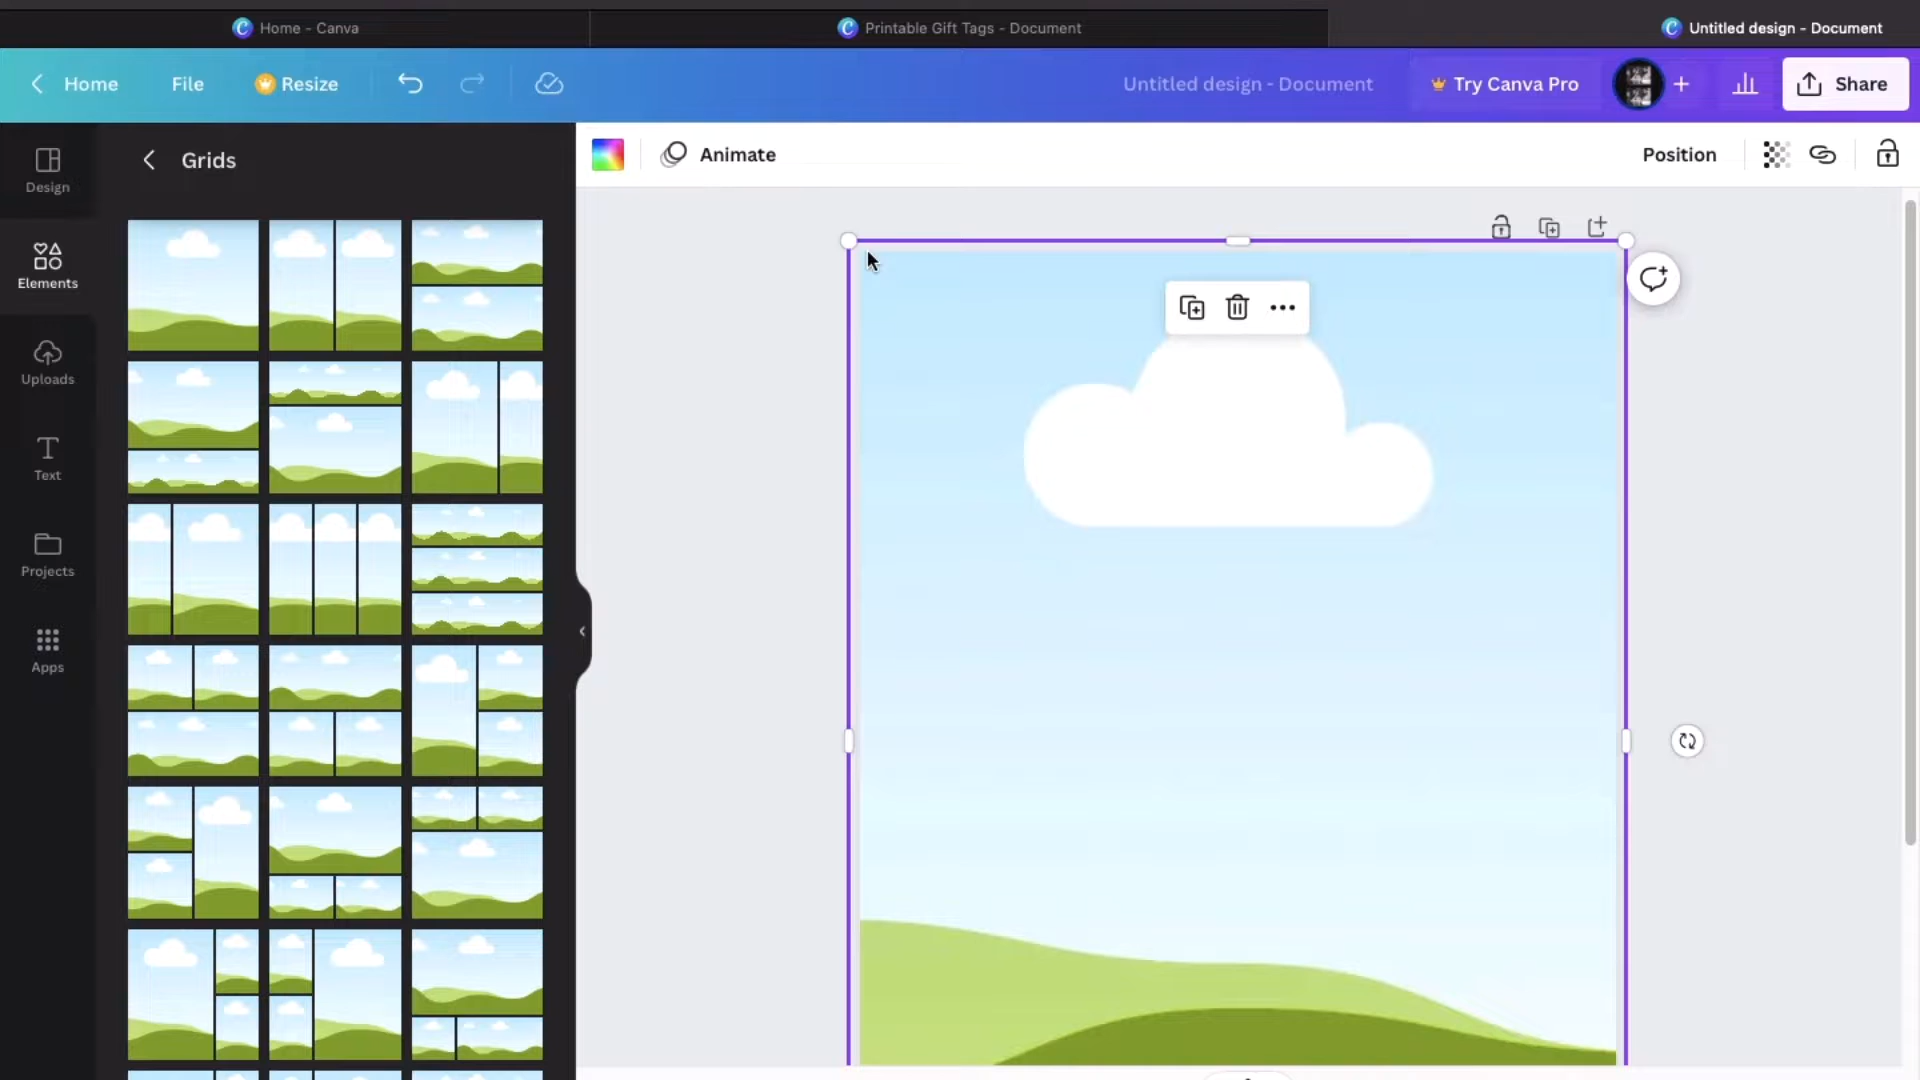 Home - Canva
Printable Gift Tags - Document
Untitled design - Document
Home
File
Resize
Untitled design - Document
Try Canva Pro
Share
Design
Elements
Uploads
Text
Projects
Apps
Grids
Animate
Position